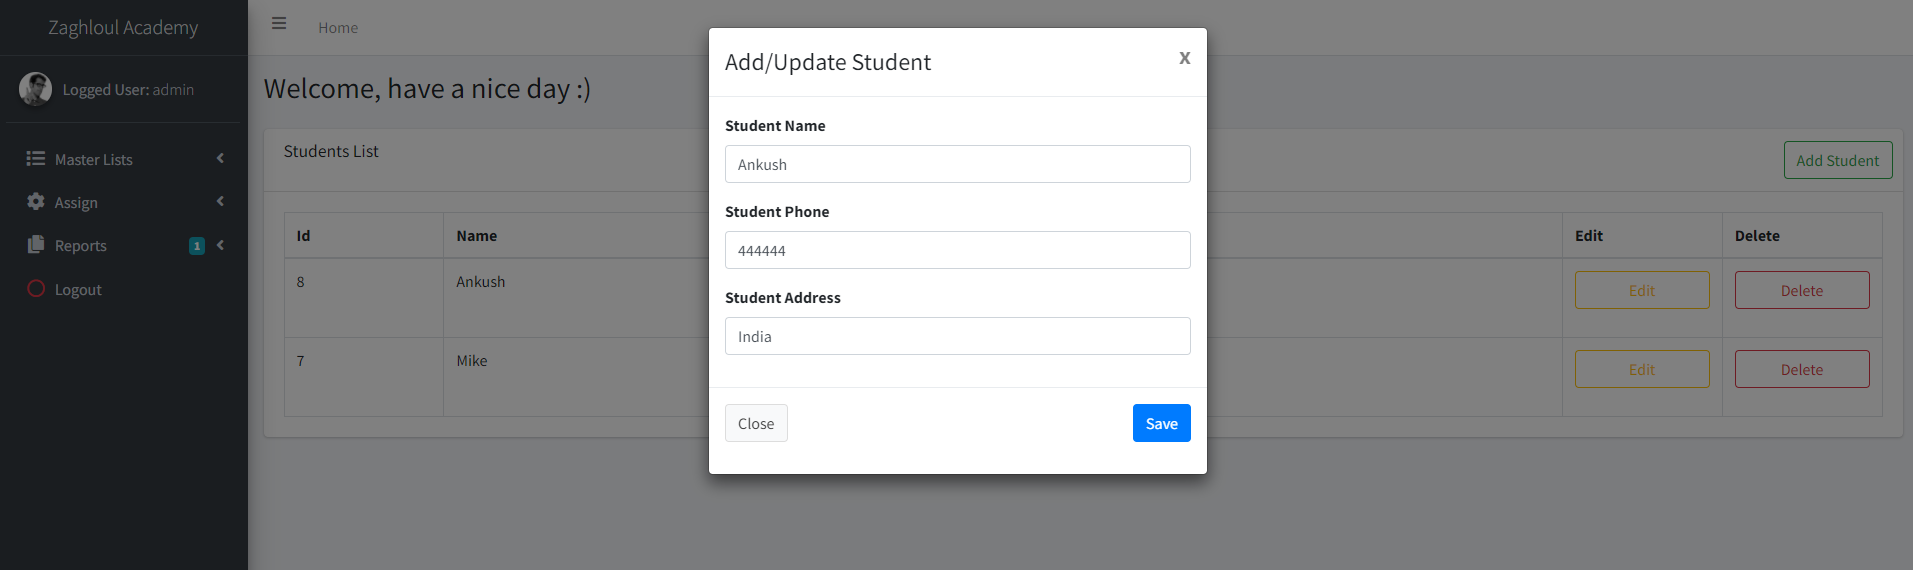 Zaghloul Academy
Home
Logged User: admin
Master Lists
Assign
Reports 1
Logout
Welcome, have a nice day :)
Students List
Add Student
Id Name Edit Delete
8 Ankush Edit Delete
7 Mike Edit Delete
Add/Update Student x
Student Name
Ankush
Student Phone
444444
Student Address
India
Close Save